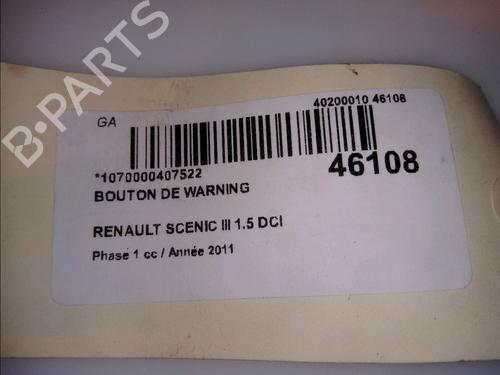 B-PARTS
GA
40200010 46108
*1070000407522
46108
BOUTON DE WARNING
RENAULT SCENIC III 1.5 DCI
Phase 1 cc / Année 2011